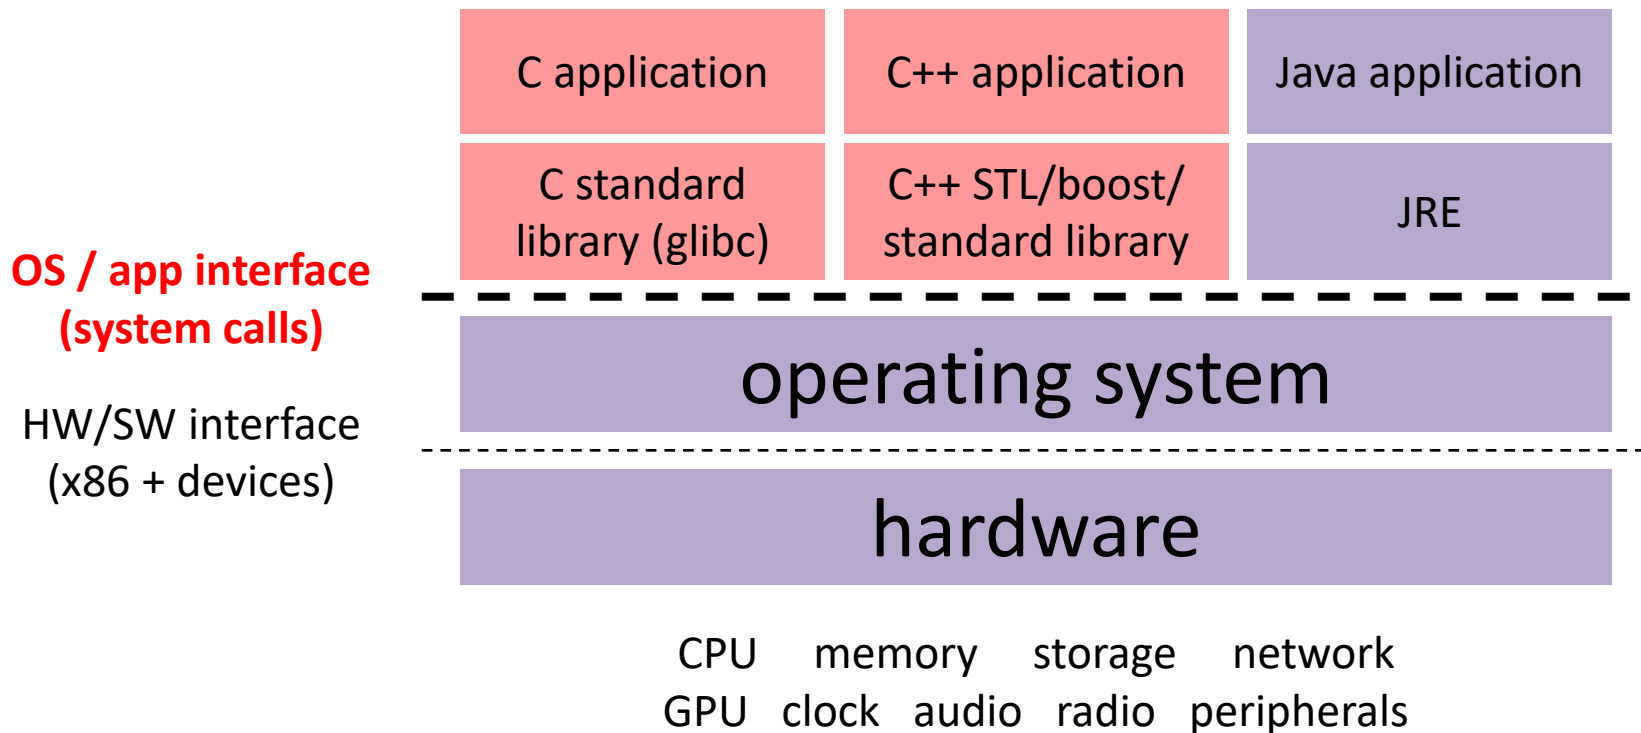 C application
C++ application
Java application
C standard
library (glibc)
C++ STL/boost/
standard library
JRE
OS / app interface
(system calls)
operating system
HW/SW interface
(x86 + devices)
hardware
CPU memory storage network
GPU clock audio radio peripherals